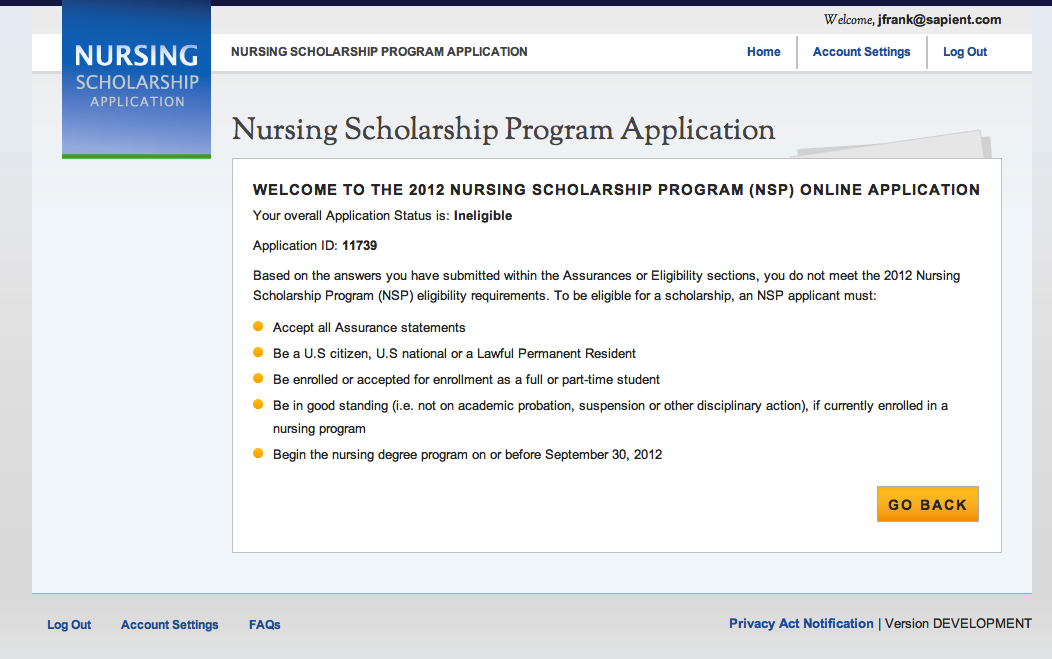 Welcome, jfrank@sapient.com
NURSING
SCHOLARSHIP
APPLICATION
NURSING SCHOLARSHIP PROGRAM APPLICATION
Home
Account Settings
Log Out
Nursing Scholarship Program Application
WELCOME TO THE 2012 NURSING SCHOLARSHIP PROGRAM (NSP) ONLINE APPLICATION
Your overall Application Status is: Ineligible
Application ID: 11739
Based on the answers you have submitted within the Assurances or Eligibility sections, you do not meet the 2012 Nursing
Scholarship Program (NSP) eligibility requirements. To be eligible for a scholarship, an NSP applicant must:
Accept all Assurance statements
Be a U.S citizen, U.S national or a Lawful Permanent Resident
Be enrolled or accepted for enrollment as a full or part-time student
Be in good standing (i.e. not on academic probation, suspension or other disciplinary action), if currently enrolled in a
nursing program
Begin the nursing degree program on or before September 30, 2012
GO BACK
Log Out
Account Settings
FAQs
Privacy Act Notification | Version DEVELOPMENT